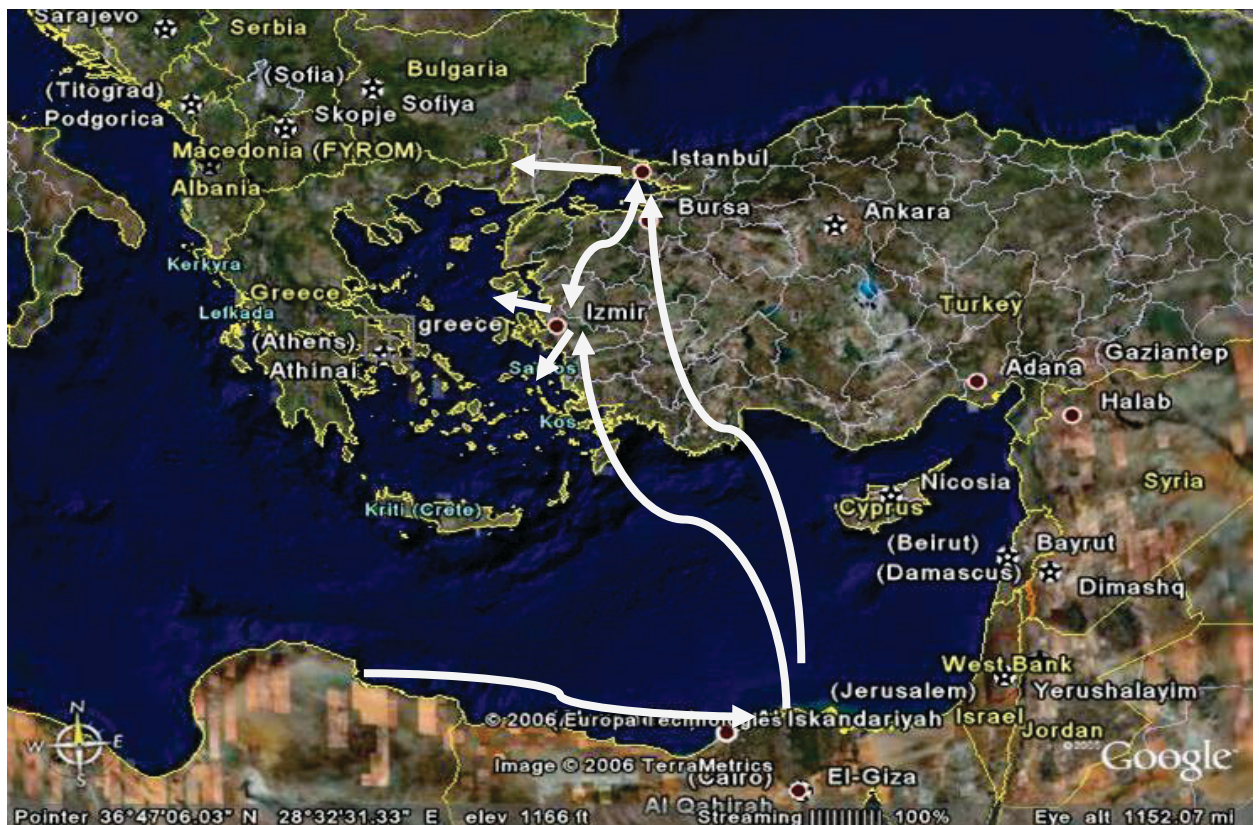 Sarajevo
Serbia
(Sofia)
Bulgaria
(Titograd)
Sofiya
Podgorica
Skopje
Macedonia (FYROM)
Istanbul
Albania
Bursa
Ankara
Kerkyra
Greece
Turkey
Lefkada
Izmir
greece
(Athens)
Gaziantep
Athinai
Adana
Halab
Kos
Syria
Nicosia
Kriti (Crete)
Cyprus
(Beirut)
Bayrut
(Damascus)
Dimashq
West Bank
(Jerusalem)
Yerushalayim
© 2006 Europa Technologies
Iskandariyah
Israel
Jordan
N
W E
S
Google
Image © 2006 TerraMetrics
(Cairo)
El-Giza
Al Qahirah
Pointer 36°47'06.03" N 28°32'31.33" E elev 1166 ft
Streaming |||||||||| 100%
Eye alt 1152.07 mi